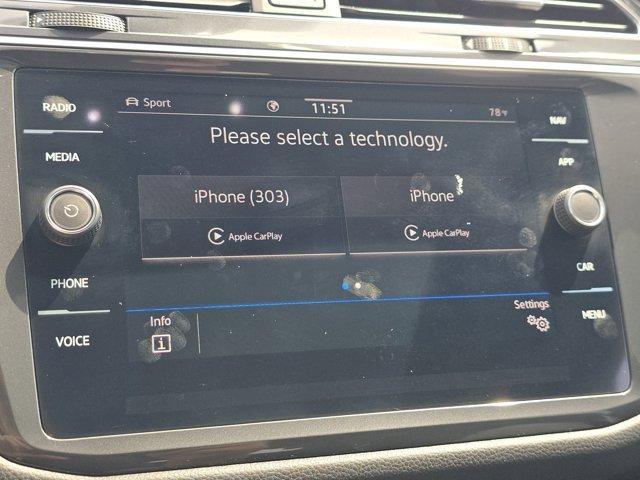 RADIO
MEDIA
PHONE
VOICE
Sport
11:51
78°F
Please select a technology.
iPhone (303)
Apple CarPlay
iPhone
Apple CarPlay
Info
i
Settings
NAV
APP
CAR
MENU